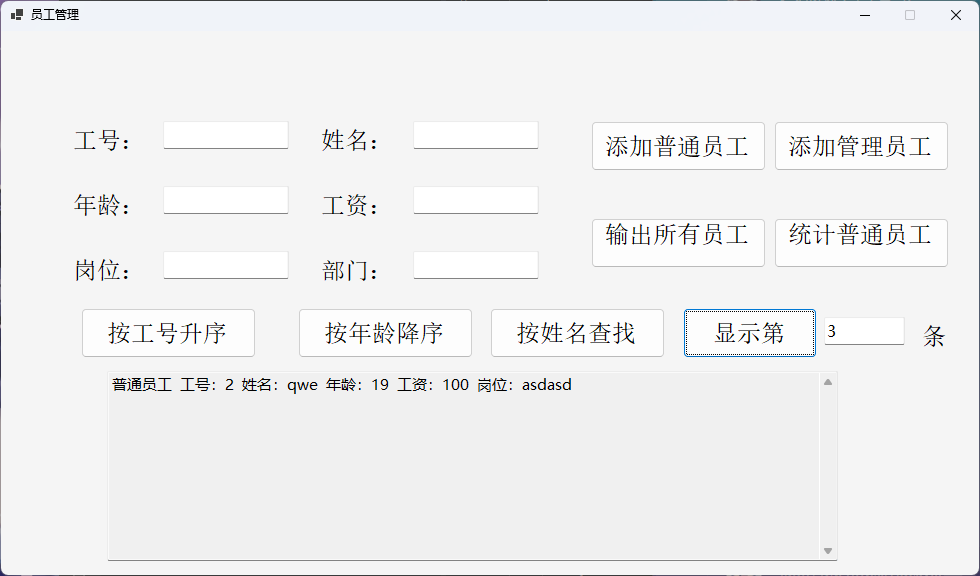 员工管理
工号： 姓名： 添加普通员工 添加管理员工
年龄： 工资： 输出所有员工 统计普通员工
岗位： 部门：
按工号升序 按年龄降序 按姓名查找 显示第 3 条
普通员工 工号：2 姓名：qwe 年龄：19 工资：100 岗位：asdasd